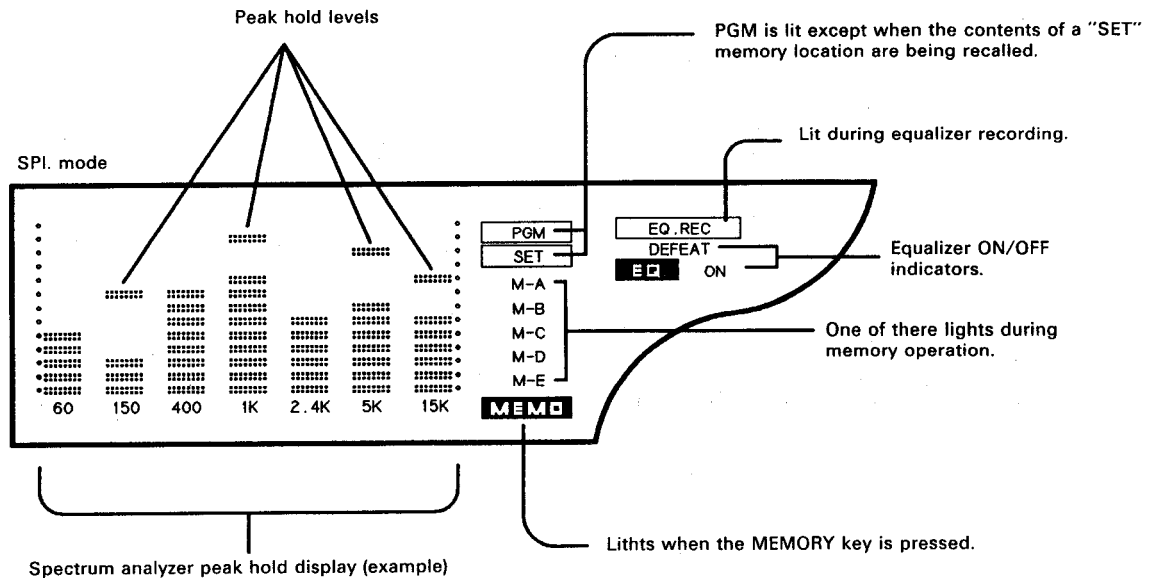 Peak hold levels
PGM is lit except when the contents of a "SET"
memory location are being recalled.
Lit during equalizer recording.
SPI. mode
PGM
SET
EQ.REC
DEFEAT
EQ ON
Equalizer ON/OFF
indicators.
M-A
M-B
M-C
M-D
M-E
One of there lights during
memory operation.
60 150 400 1K 2.4K 5K 15K
MEMO
Lithts when the MEMORY key is pressed.
Spectrum analyzer peak hold display (example)